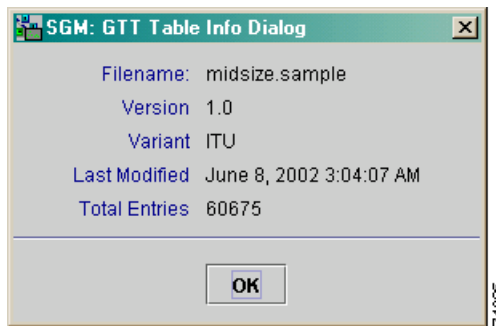 SGM: GTT Table Info Dialog
Filename: midsize.sample
Version 1.0
Variant ITU
Last Modified June 8, 2002 3:04:07 AM
Total Entries 60675
OK